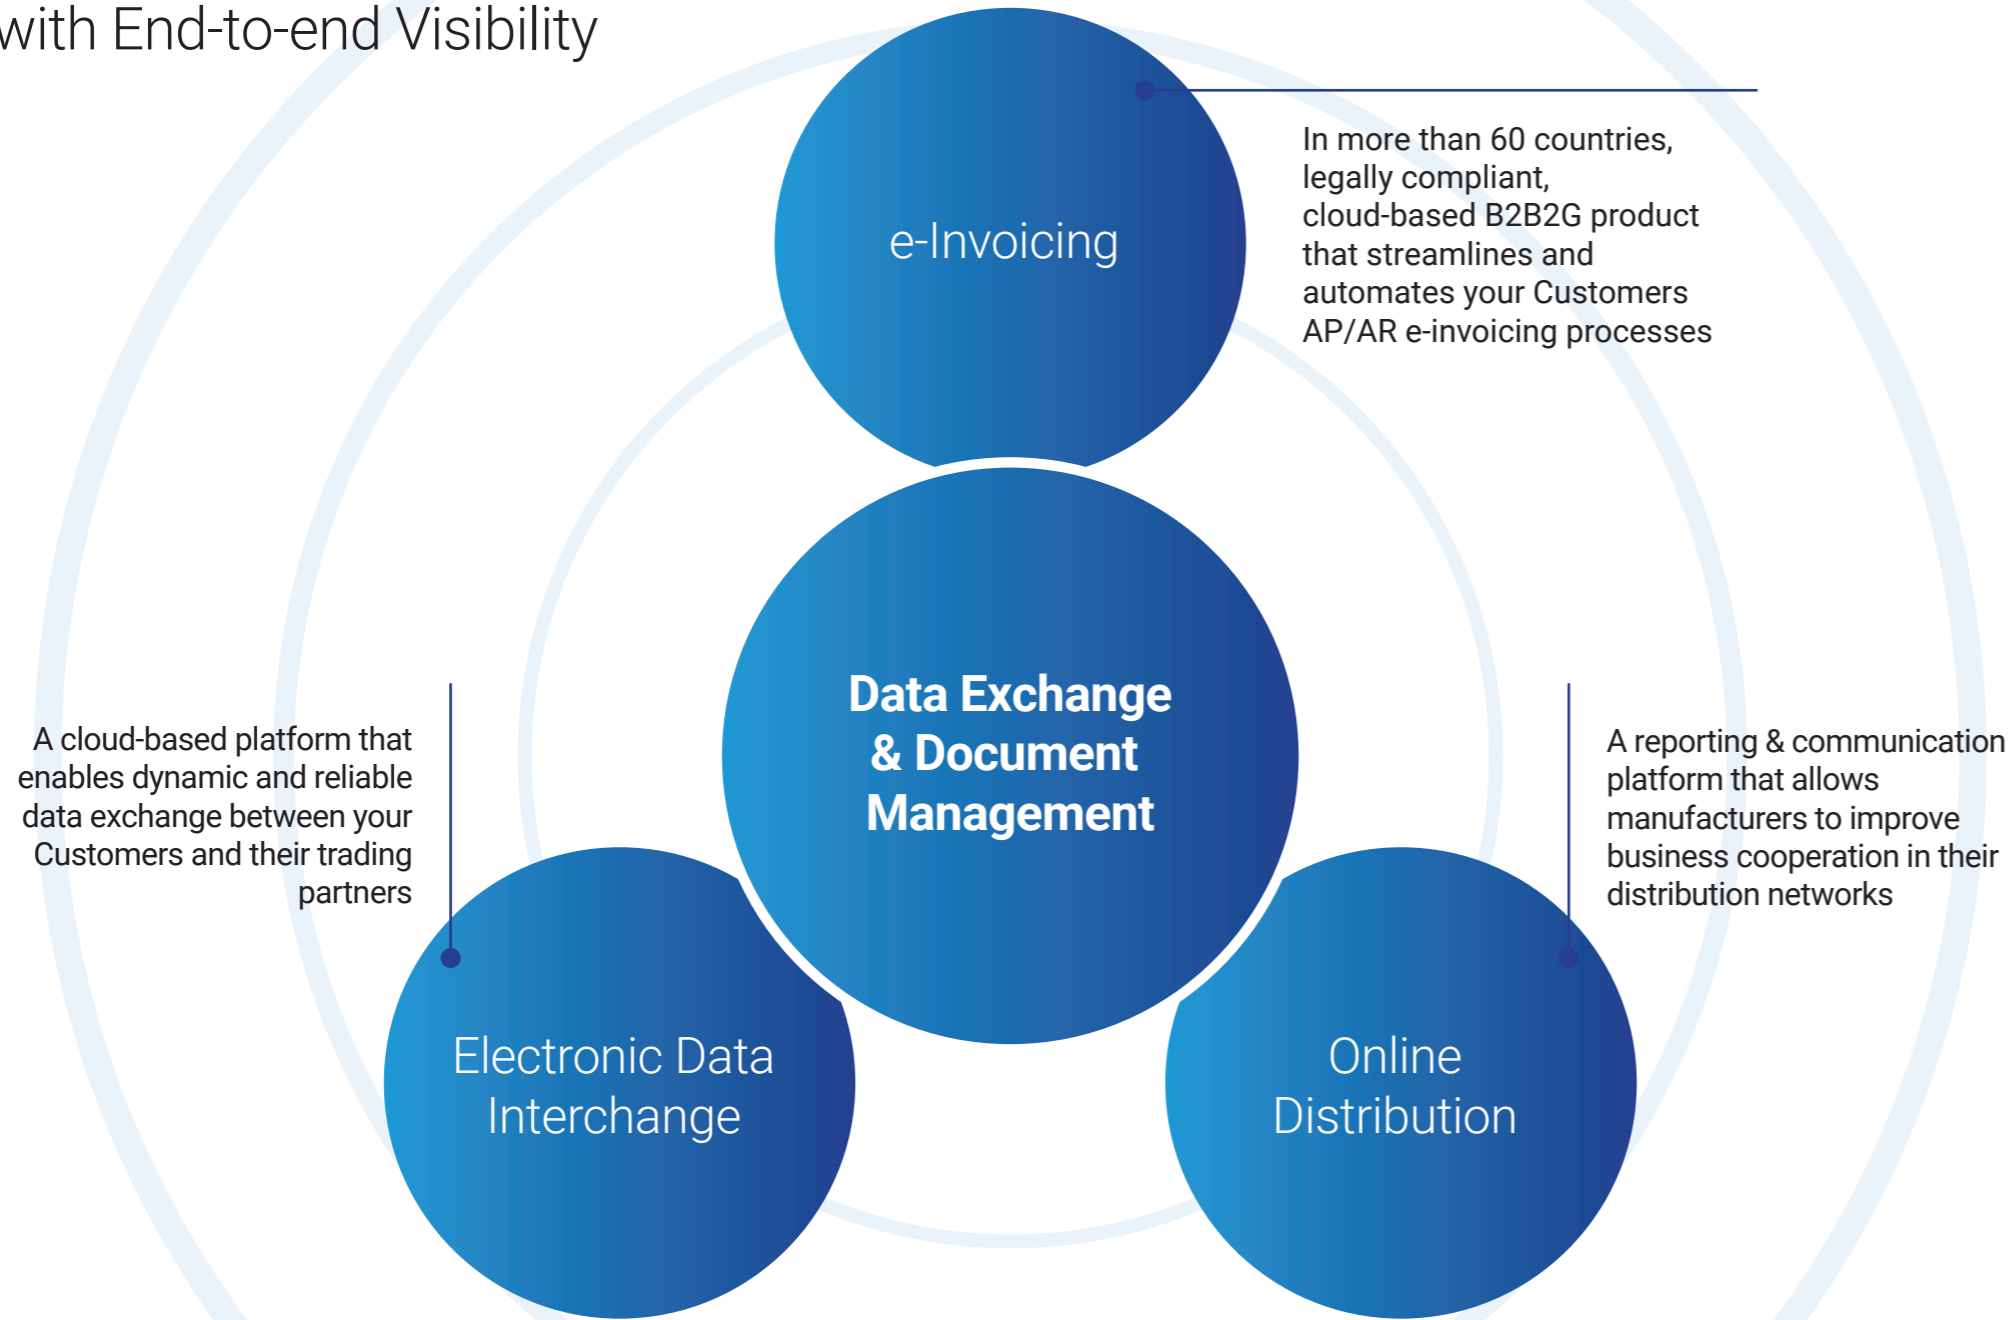 with End-to-end Visibility
e-Invoicing
In more than 60 countries,
legally compliant,
cloud-based B2B2G product
that streamlines and
automates your Customers
AP/AR e-invoicing processes
Data Exchange
& Document
Management
A cloud-based platform that
enables dynamic and reliable
data exchange between your
Customers and their trading
partners
A reporting & communication
platform that allows
manufacturers to improve
business cooperation in their
distribution networks
Electronic Data
Interchange
Online
Distribution